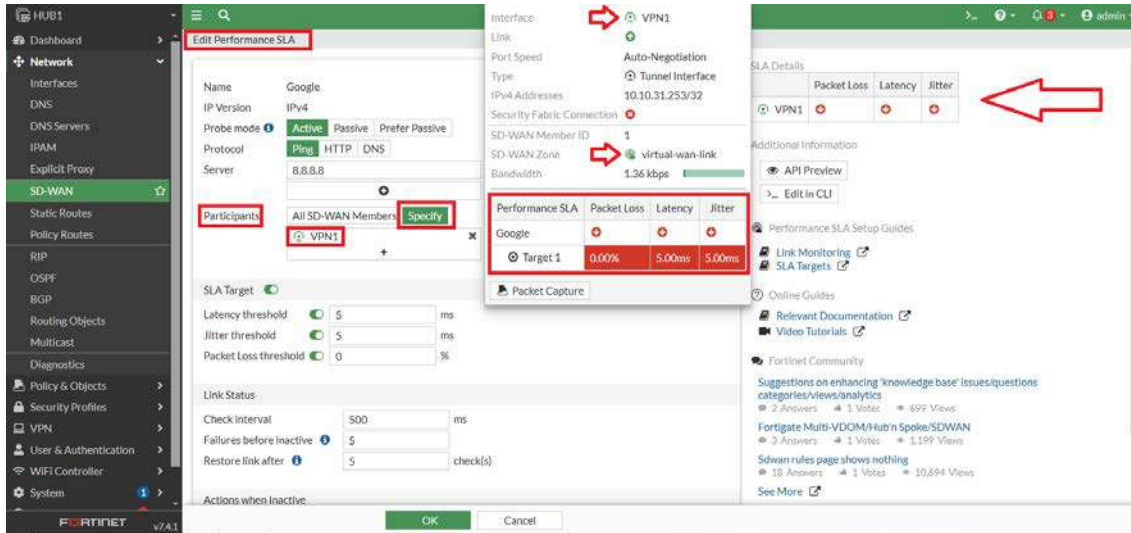 HUB1
Dashboard
Network
Interfaces
DNS
DNS Servers
IPAM
Explicit Proxy
SD-WAN
Static Routes
Policy Routes
RIP
OSPF
BGP
Routing Objects
Multicast
Diagnostics
Policy & Objects
Security Profiles
VPN
User & Authentication
WiFi Controller
System 1
FORTINET v7.4.1
>_ 3 admin
Edit Performance SLA
Name Google
IP Version IPv4
Probe mode Active Passive Prefer Passive
Protocol Ping HTTP DNS
Server 8.8.8.8
Participants All SD-WAN Members Specify
VPN1
+
SLA Target
Latency threshold 5 ms
Jitter threshold 5 ms
Packet Loss threshold 0 %
Link Status
Check interval 500 ms
Failures before inactive 5
Restore link after 5 check(s)
Actions when Inactive
OK Cancel
Interface VPN1
Link
Port Speed Auto-Negotiation
Type Tunnel Interface
IPv4 Addresses 10.10.31.253/32
Security Fabric Connection
SD-WAN Member ID 1
SD-WAN Zone virtual-wan-link
Bandwidth 1.36 kbps
Performance SLA Packet Loss Latency Jitter
Google
Target 1 0.00% 5.00ms 5.00ms
Packet Capture
SLA Details
Packet Loss Latency Jitter
VPN1
Additional Information
API Preview
>_ Edit in CLI
Performance SLA Setup Guides
Link Monitoring
SLA Targets
Online Guides
Relevant Documentation
Video Tutorials
Fortinet Community
Suggestions on enhancing 'knowledge base' issues/questions
categories/views/analytics
2 Answers 1 Votes 699 Views
Fortigate Multi-VDOM/Hub'n Spoke/SDWAN
3 Answers 1 Votes 1,199 Views
Sdwan rules page shows nothing
18 Answers 1 Votes 10,694 Views
See More